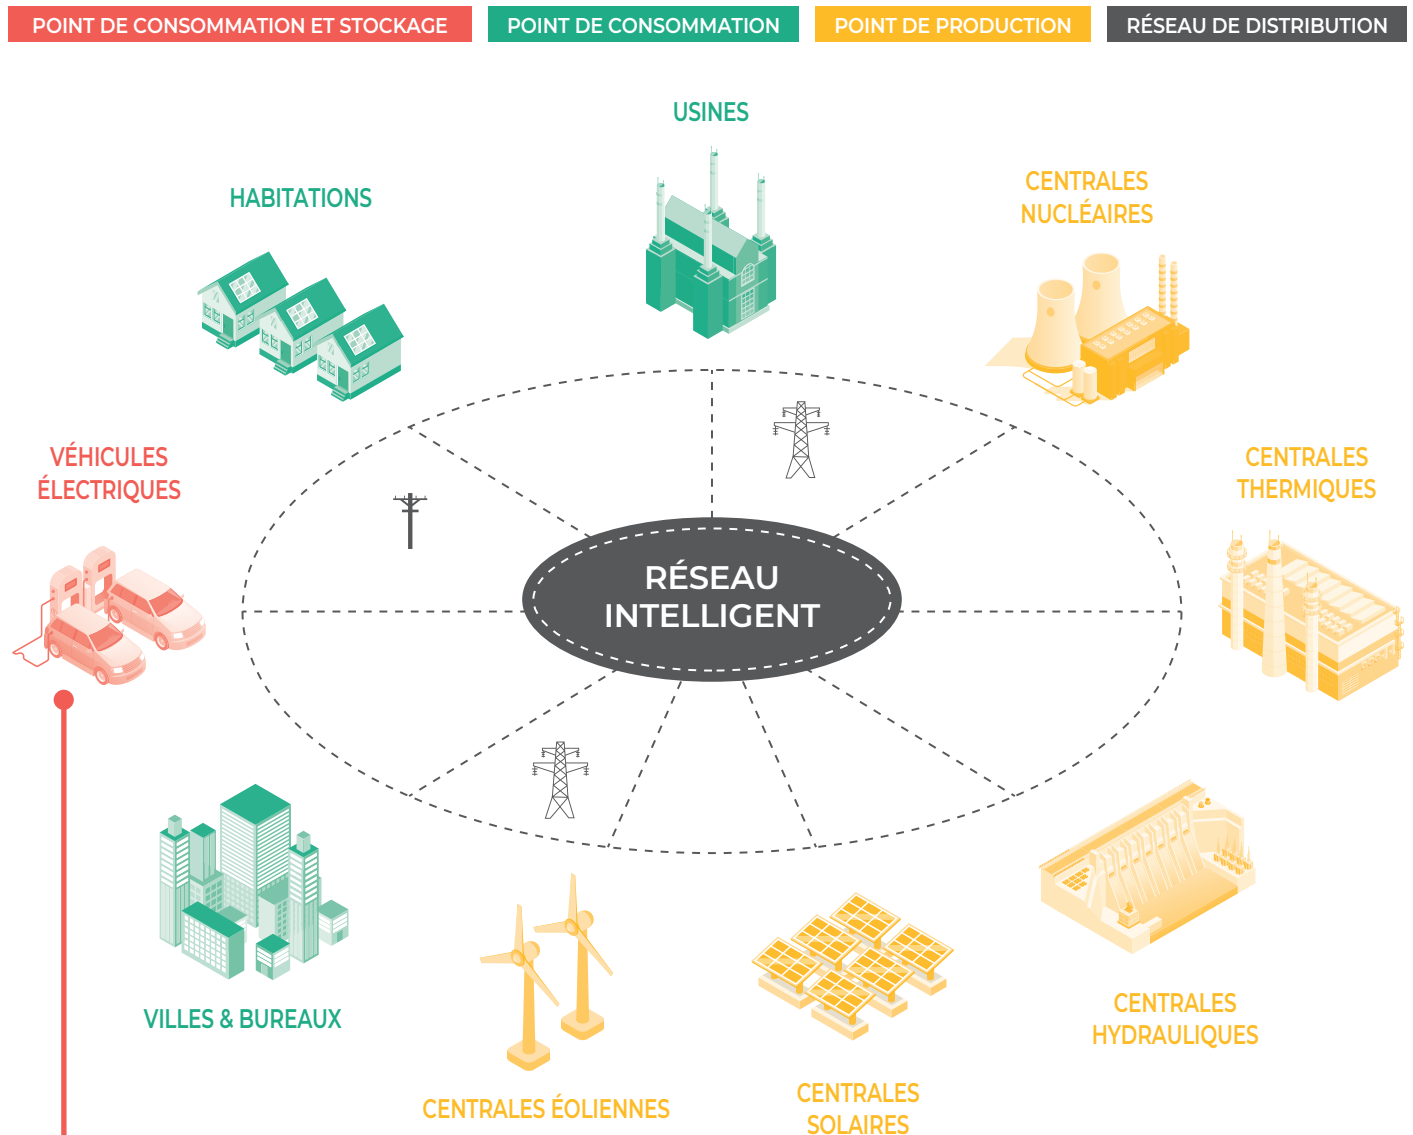 POINT DE CONSOMMATION ET STOCKAGE
POINT DE CONSOMMATION
POINT DE PRODUCTION
RÉSEAU DE DISTRIBUTION
USINES
HABITATIONS
CENTRALES
NUCLÉAIRES
VÉHICULES
ÉLECTRIQUES
CENTRALES
THERMIQUES
RÉSEAU
INTELLIGENT
VILLES & BUREAUX
CENTRALES
HYDRAULIQUES
CENTRALES ÉOLIENNES
CENTRALES
SOLAIRES